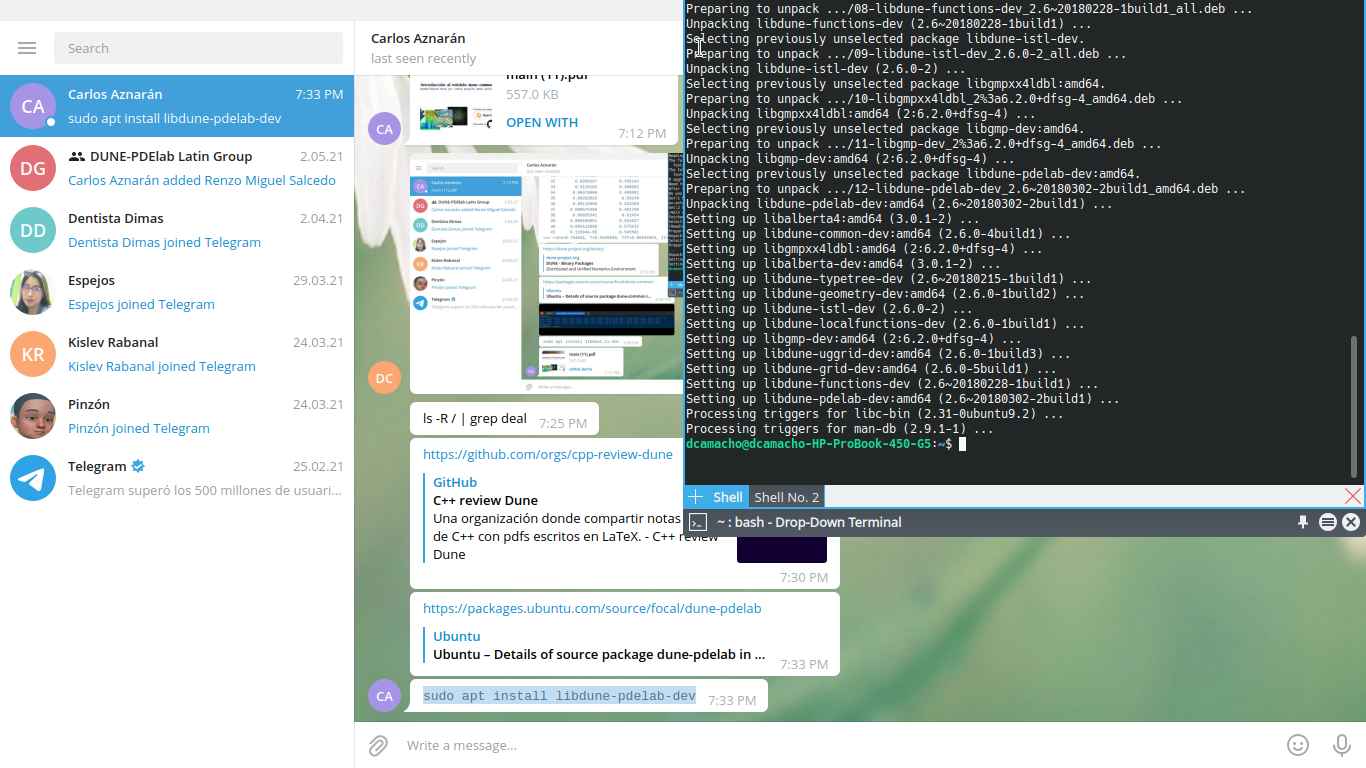 Search
Carlos Aznarán
7:33 PM
sudo apt install libdune-pdelab-dev
DUNE-PDElab Latin Group
2.05.21
Carlos Aznarán added Renzo Miguel Salcedo
Dentista Dimas
2.04.21
Dentista Dimas joined Telegram
Espejos
29.03.21
Espejos joined Telegram
Kislev Rabanal
24.03.21
Kislev Rabanal joined Telegram
Pinzón
24.03.21
Pinzón joined Telegram
Telegram
25.02.21
Telegram superó los 500 millones de usuari...
CA
DG
DD
KR
Carlos Aznarán
last seen recently
main (11).pdf
557.0 KB
OPEN WITH
7:12 PM
CA
DC
ls -R / | grep deal
7:25 PM
https://github.com/orgs/cpp-review-dune
GitHub
C++ review Dune
Una organización donde compartir notas
de C++ con pdfs escritos en LaTeX. - C++ review
Dune
7:30 PM
https://packages.ubuntu.com/source/focal/dune-pdelab
Ubuntu
Ubuntu – Details of source package dune-pdelab in ...
7:33 PM
CA
sudo apt install libdune-pdelab-dev
7:33 PM
Write a message...
Preparing to unpack .../08-libdune-functions-dev_2.6~20180228-1build1_all.deb ...
Unpacking libdune-functions-dev (2.6~20180228-1build1) ...
Selecting previously unselected package libdune-istl-dev.
Preparing to unpack .../09-libdune-istl-dev_2.6.0-2_all.deb ...
Unpacking libdune-istl-dev (2.6.0-2) ...
Selecting previously unselected package libgmpxx4ldbl:amd64.
Preparing to unpack .../10-libgmpxx4ldbl_2%3a6.2.0+dfsg-4_amd64.deb ...
Unpacking libgmpxx4ldbl:amd64 (2:6.2.0+dfsg-4) ...
Selecting previously unselected package libgmp-dev:amd64.
Preparing to unpack .../11-libgmp-dev_2%3a6.2.0+dfsg-4_amd64.deb ...
Unpacking libgmp-dev:amd64 (2:6.2.0+dfsg-4) ...
Selecting previously unselected package libdune-pdelab-dev:amd64.
Preparing to unpack .../12-libdune-pdelab-dev_2.6~20180302-2build1_amd64.deb ...
Unpacking libdune-pdelab-dev:amd64 (2.6~20180302-2build1) ...
Setting up libalberta4:amd64 (3.0.1-2) ...
Setting up libdune-common-dev:amd64 (2.6.0-4build1) ...
Setting up libgmpxx4ldbl:amd64 (2:6.2.0+dfsg-4) ...
Setting up libalberta-dev:amd64 (3.0.1-2) ...
Setting up libdune-typetree-dev (2.6~20180215-1build1) ...
Setting up libdune-geometry-dev:amd64 (2.6.0-1build2) ...
Setting up libdune-istl-dev (2.6.0-2) ...
Setting up libdune-localfunctions-dev (2.6.0-1build1) ...
Setting up libgmp-dev:amd64 (2:6.2.0+dfsg-4) ...
Setting up libdune-uggrid-dev:amd64 (2.6.0-1build3) ...
Setting up libdune-grid-dev:amd64 (2.6.0-5build1) ...
Setting up libdune-functions-dev (2.6~20180228-1build1) ...
Setting up libdune-pdelab-dev:amd64 (2.6~20180302-2build1) ...
Processing triggers for libc-bin (2.31-0ubuntu9.2) ...
Processing triggers for man-db (2.9.1-1) ...
dcamacho@dcamacho-HP-ProBook-450-G5:~$
Shell
Shell No. 2
~ : bash - Drop-Down Terminal